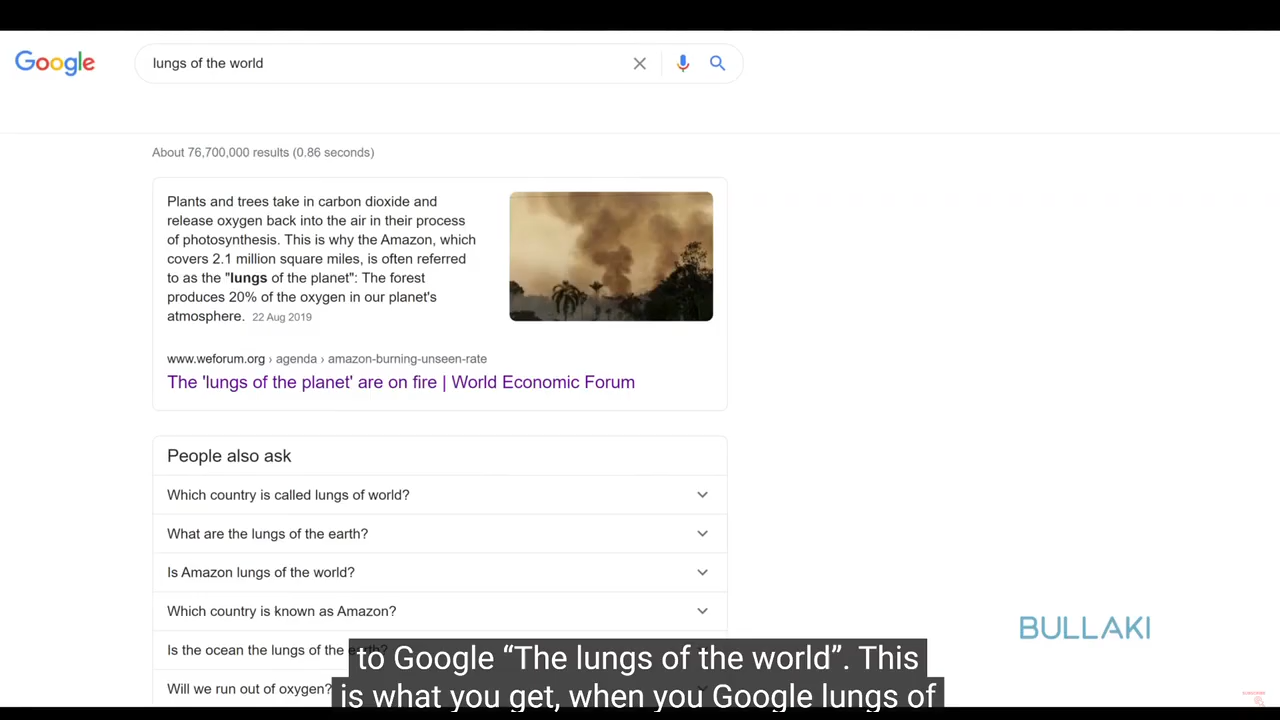 Google
lungs of the world
About 76,700,000 results (0.86 seconds)
Plants and trees take in carbon dioxide and
release oxygen back into the air in their process
of photosynthesis. This is why the Amazon, which
covers 2.1 million square miles, is often referred
to as the "lungs of the planet": The forest
produces 20% of the oxygen in our planet's
atmosphere. 22 Aug 2019
www.weforum.org › agenda › amazon-burning-unseen-rate
The 'lungs of the planet' are on fire | World Economic Forum
People also ask
Which country is called lungs of world?
What are the lungs of the earth?
Is Amazon lungs of the world?
Which country is known as Amazon?
BULLAKI
Is the ocean the lungs of the earth?
Will we run out of oxygen?
to Google “The lungs of the world”. This
is what you get, when you Google lungs of